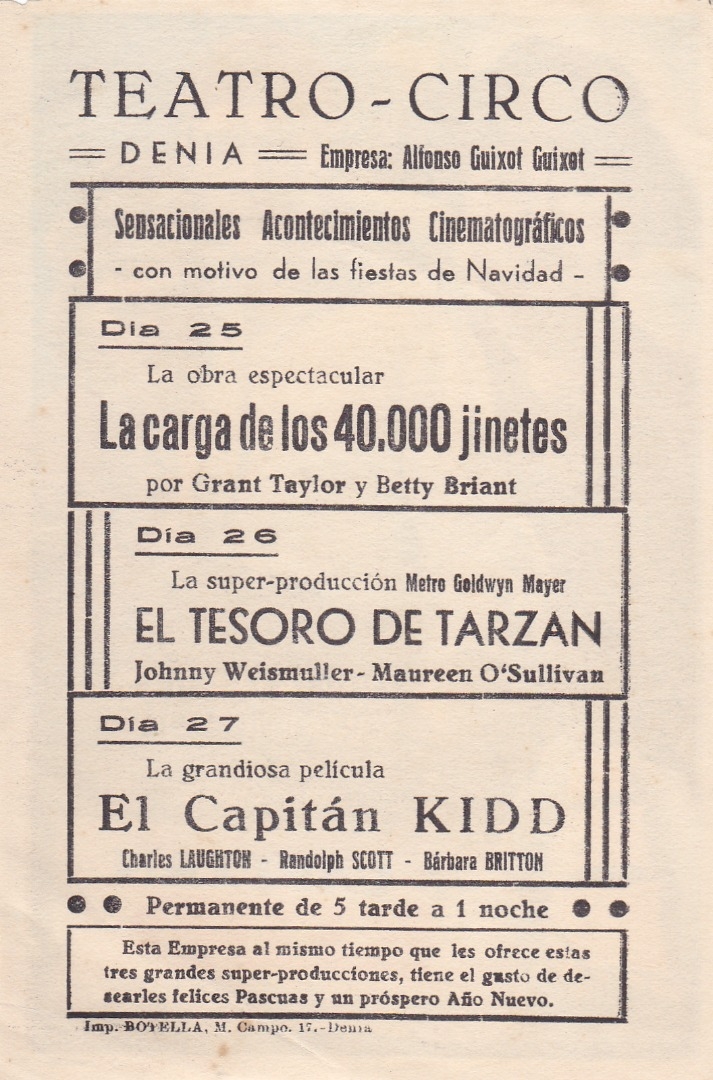 TEATRO - CIRCO
DENIA Empresa: Alfonso Guixot Guixot
Sensacionales Acontecimientos Cinematográficos
- con motivo de las fiestas de Navidad -
Día 25
La obra espectacular
La carga de los 40.000 jinetes
por Grant Taylor y Betty Briant
Día 26
La super-producción Metro Goldwyn Mayer
EL TESORO DE TARZAN
Johnny Weismuller - Maureen O'Sullivan
Día 27
La grandiosa película
El Capitán KIDD
Charles LAUGHTON - Randolph SCOTT - Bárbara BRITTON
Permanente de 5 tarde a 1 noche
Esta Empresa al mismo tiempo que les ofrece estas
tres grandes super-producciones, tiene el gusto de de-
searles felices Pascuas y un próspero Año Nuevo.
Imp. BOTELLA, M. Campo. 17.-Denia